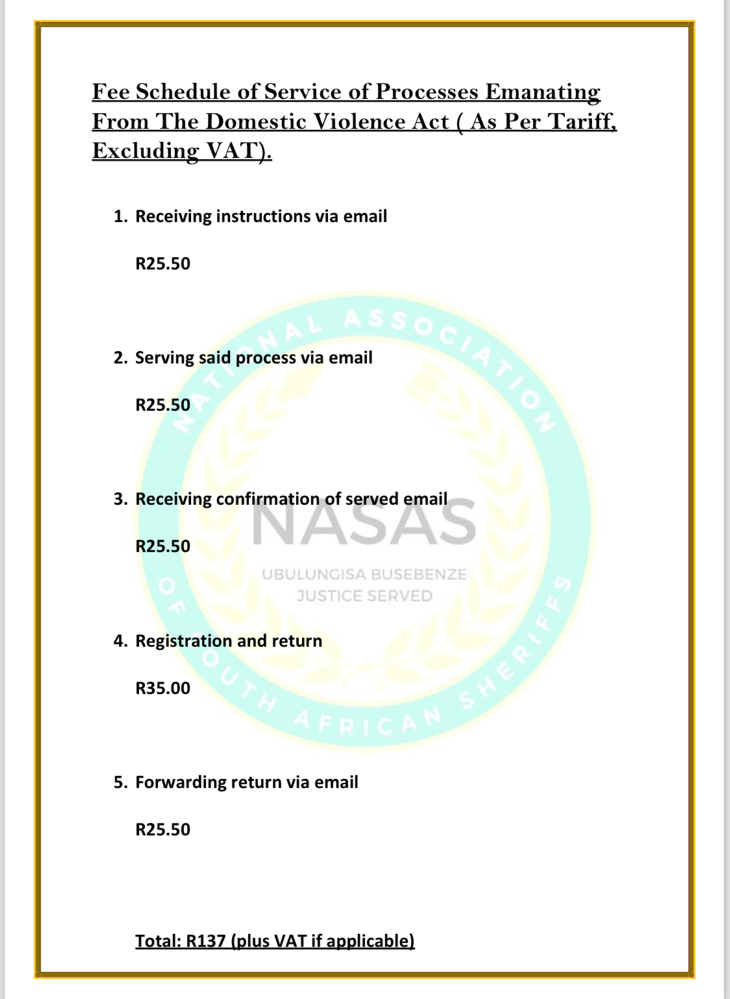 Fee Schedule of Service of Processes Emanating
From The Domestic Violence Act ( As Per Tariff,
Excluding VAT).
1. Receiving instructions via email
R25.50
2. Serving said process via email
R25.50
3. Receiving confirmation of served email
R25.50
4. Registration and return
R35.00
5. Forwarding return via email
R25.50
Total: R137 (plus VAT if applicable)
NATIONAL ASSOCIATION
OF SOUTH AFRICAN SHERIFFS
NASAS
UBULUNGISA BUSEBENZE
JUSTICE SERVED